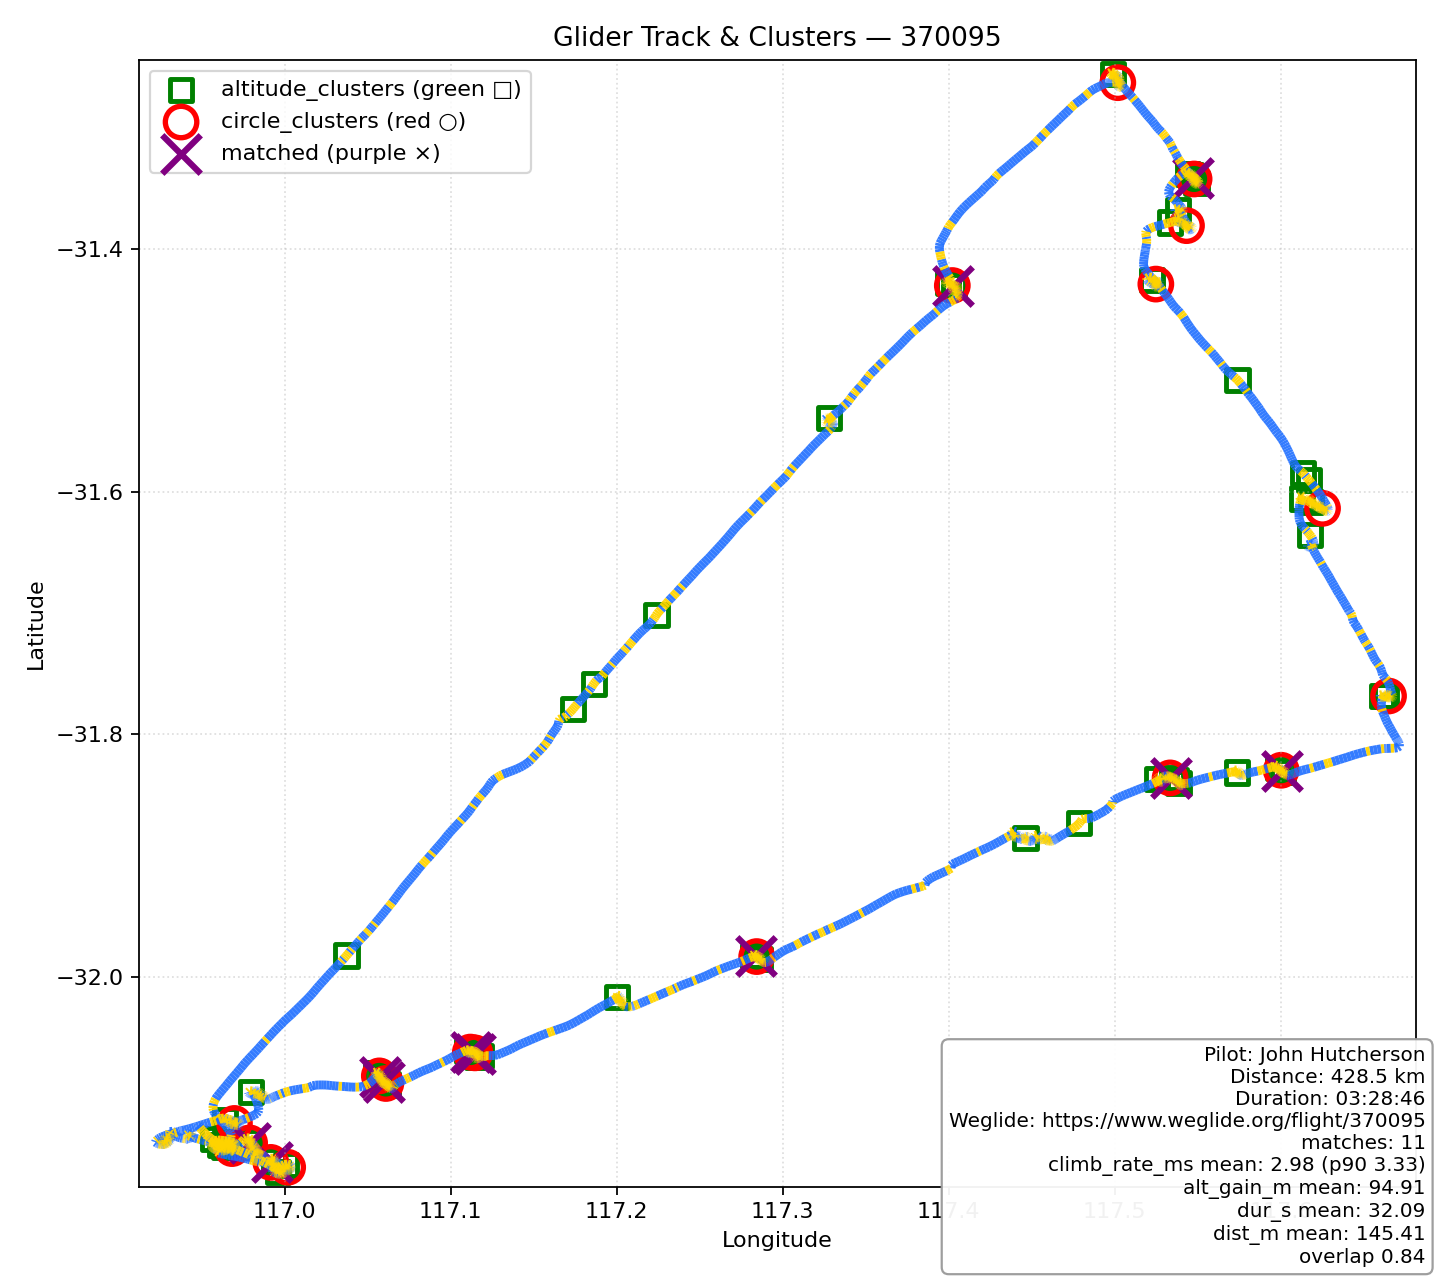 Glider Track & Clusters — 370095
altitude_clusters (green □)
circle_clusters (red ○)
matched (purple ×)
Latitude
−31.4
−31.6
−31.8
−32.0
117.0
117.1
117.2
117.3
117.4
117.5
Longitude
Pilot: John Hutcherson
Distance: 428.5 km
Duration: 03:28:46
Weglide: https://www.weglide.org/flight/370095
matches: 11
climb_rate_ms mean: 2.98 (p90 3.33)
alt_gain_m mean: 94.91
dur_s mean: 32.09
dist_m mean: 145.41
overlap 0.84